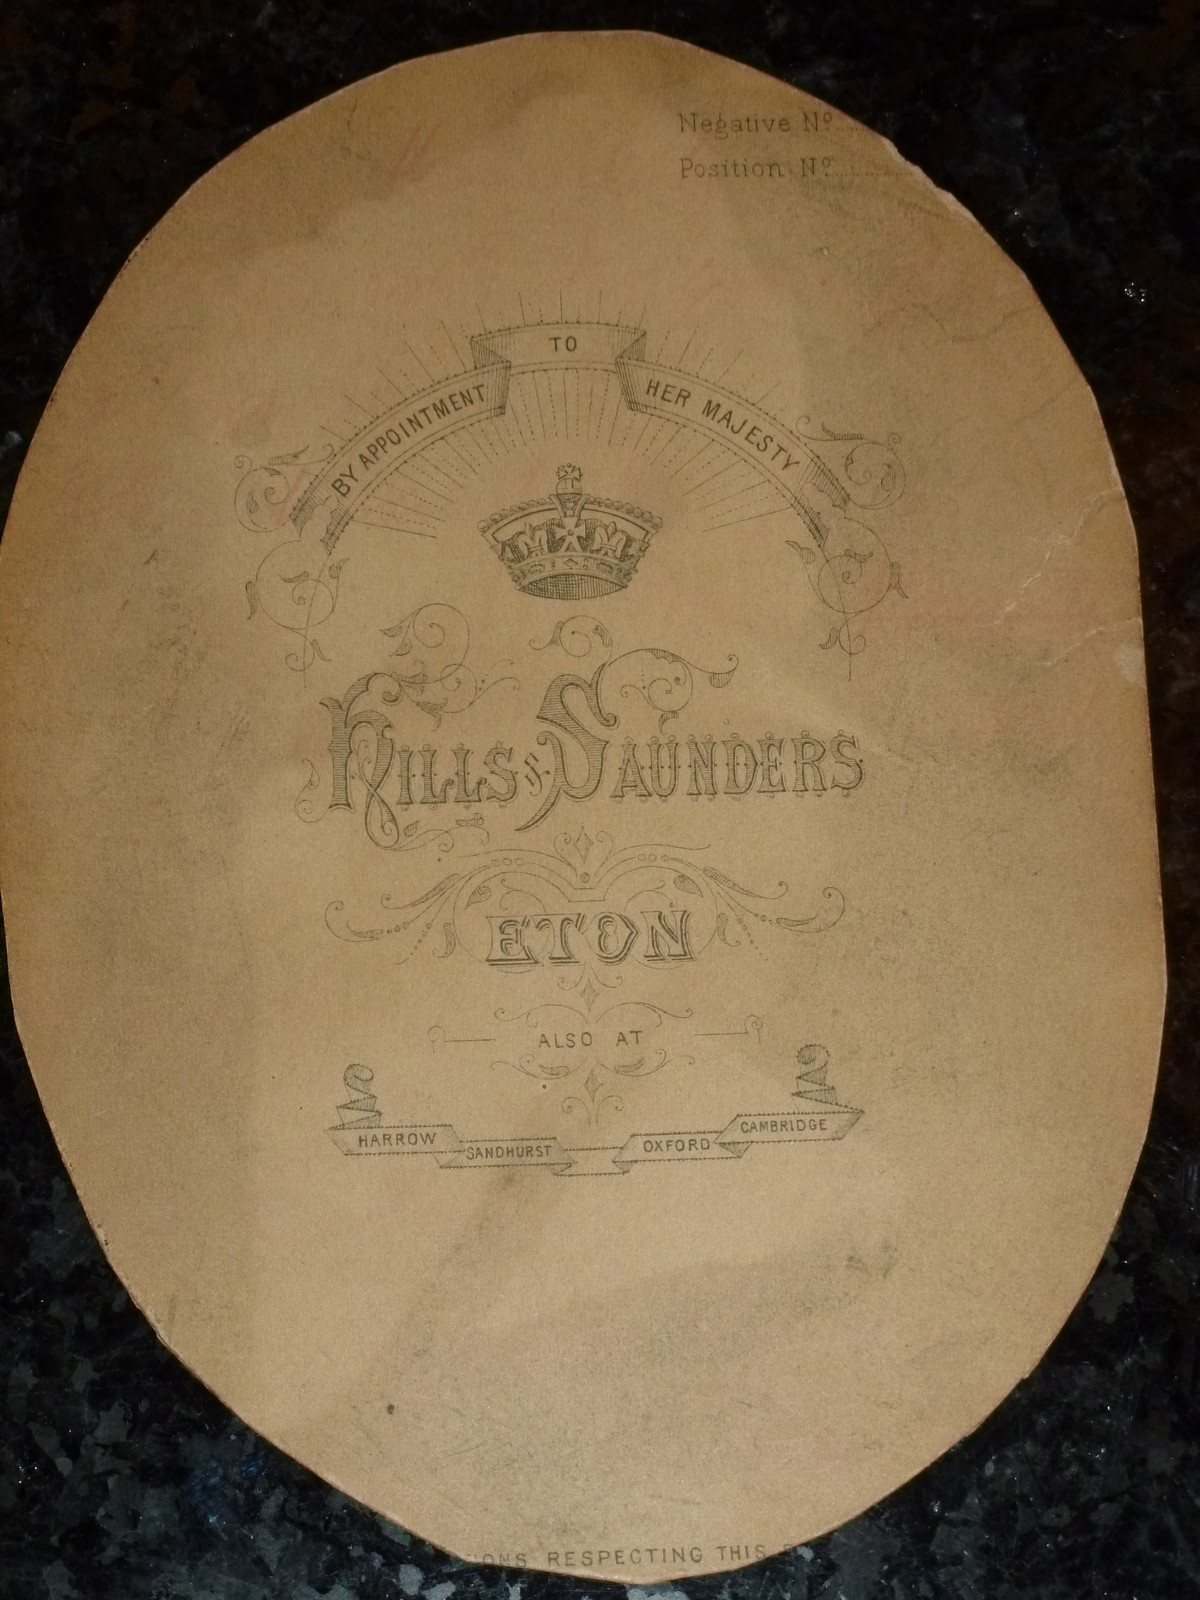 Negative Nº
Position Nº
BY APPOINTMENT TO HER MAJESTY
HILLS & SAUNDERS
ETON
ALSO AT
HARROW SANDHURST OXFORD CAMBRIDGE
RESPECTING THIS